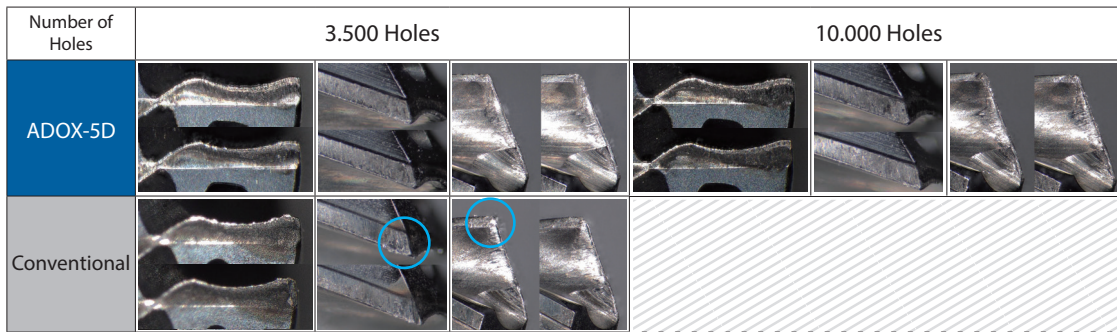 Number of
Holes
3.500 Holes
10.000 Holes
ADOX-5D
Conventional